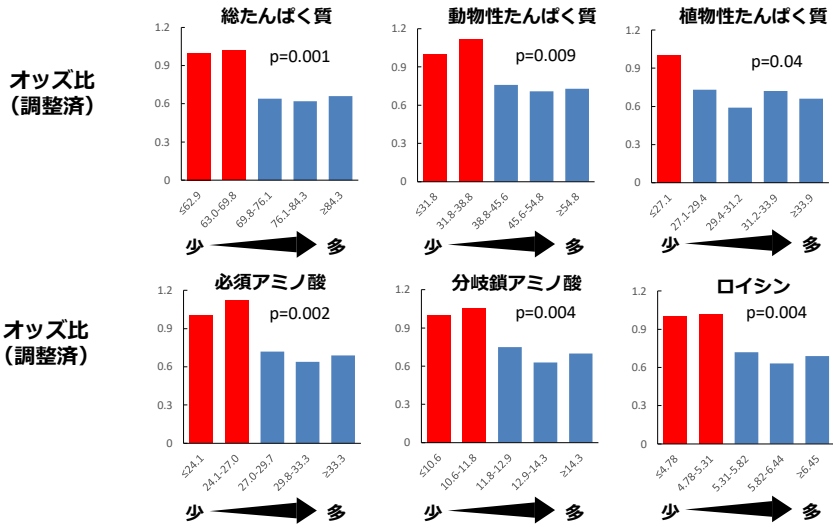 総たんぱく質
動物性たんぱく質
植物性たんぱく質
オッズ比
（調整済）
1.2
0.9
0.6
0.3
0
p=0.001
≤62.9
63.0-69.8
69.8-76.1
76.1-84.3
≥84.3
少
多
1.2
0.9
0.6
0.3
0
p=0.009
≤31.8
31.8-38.8
38.8-45.6
45.6-54.8
≥54.8
少
多
1.2
0.9
0.6
0.3
0
p=0.04
≤27.1
27.1-29.4
29.4-31.2
31.2-33.9
≥33.9
少
多
必須アミノ酸
分岐鎖アミノ酸
ロイシン
オッズ比
（調整済）
1.2
0.9
0.6
0.3
0
p=0.002
≤24.1
24.1-27.0
27.0-29.7
29.8-33.3
≥33.3
少
多
1.2
0.9
0.6
0.3
0
p=0.004
≤10.6
10.6-11.8
11.8-12.9
12.9-14.3
≥14.3
少
多
1.2
0.9
0.6
0.3
0
p=0.004
≤4.78
4.78-5.31
5.31-5.82
5.82-6.44
≥6.45
少
多